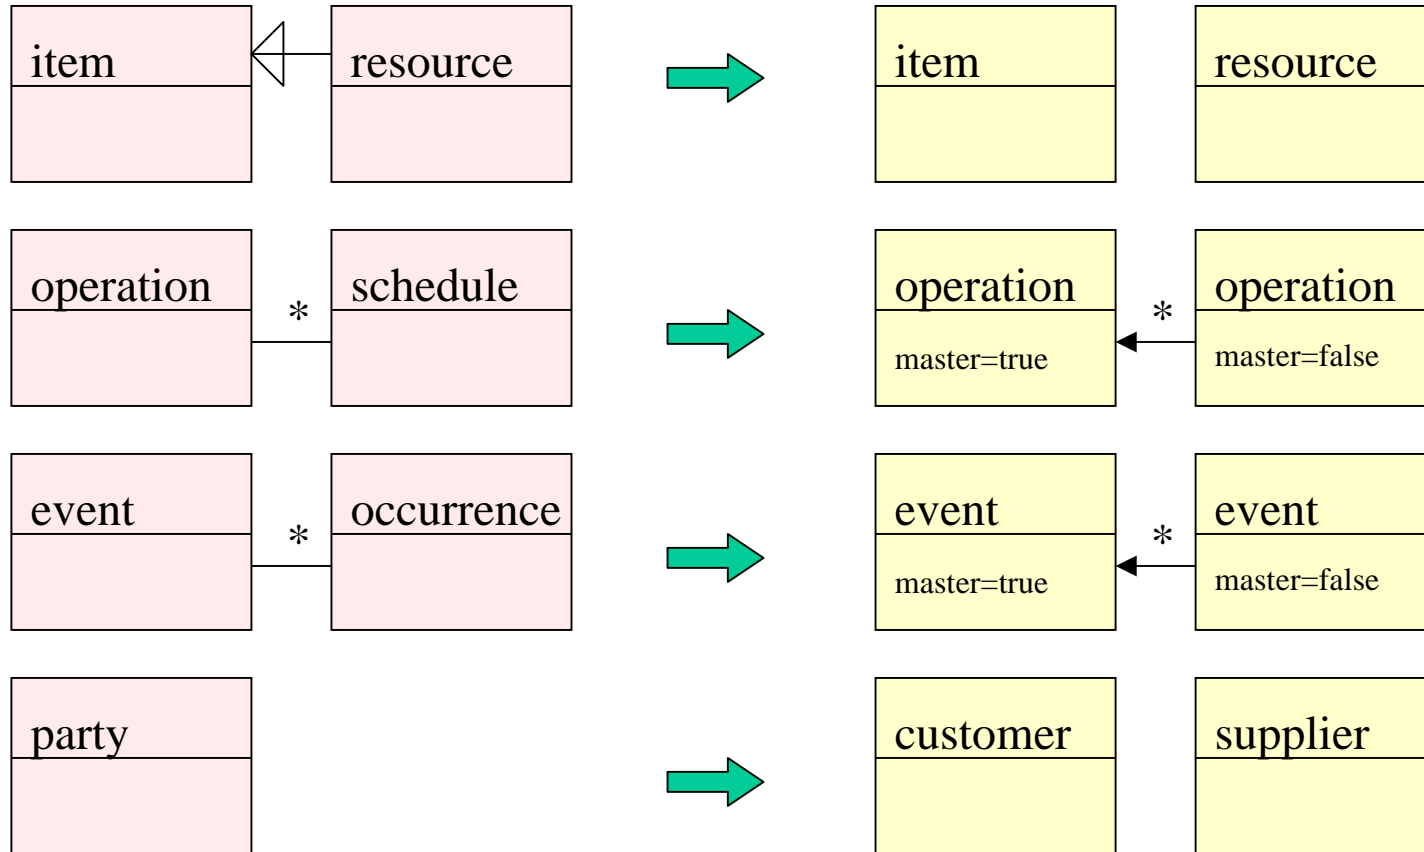 item
resource
item
resource
operation
*
schedule
operation
master=true
*
operation
master=false
event
*
occurrence
event
master=true
*
event
master=false
party
customer
supplier